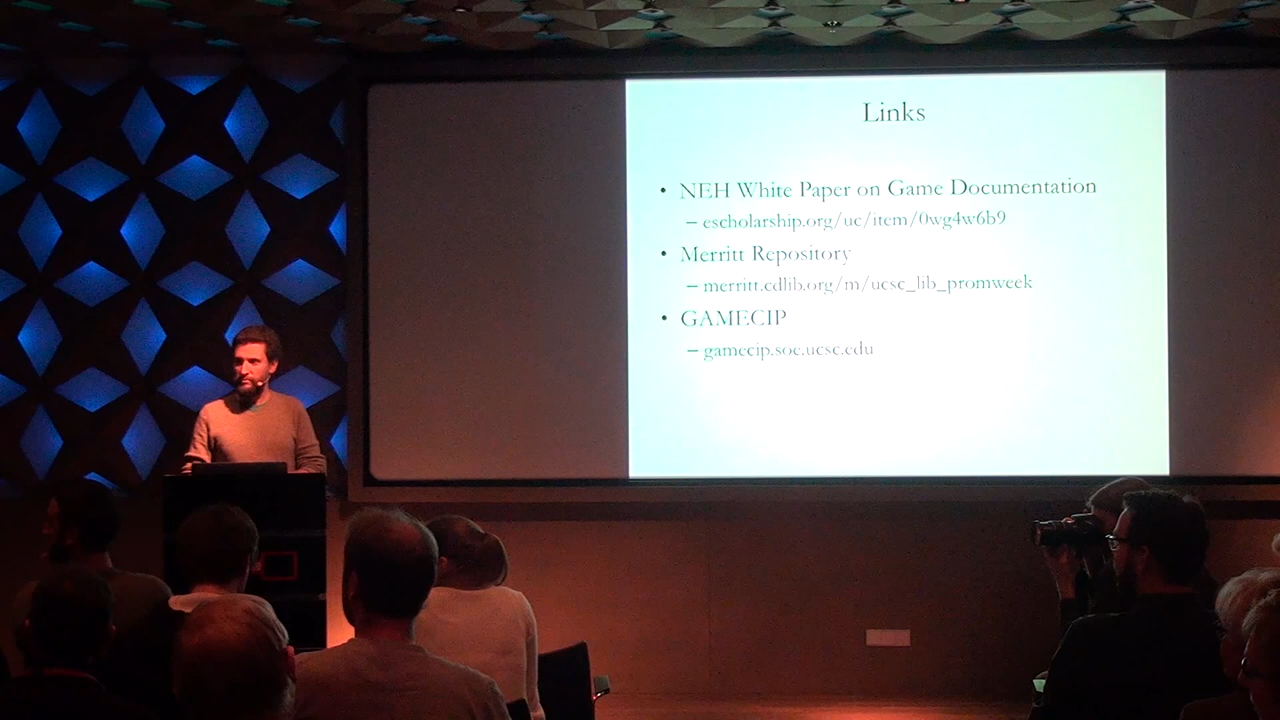 Links
• NEH White Paper on Game Documentation
– escholarship.org/uc/item/0wg4w6b9
• Merritt Repository
– merritt.cdlib.org/m/ucsc_lib_promweek
• GAMECIP
– gamecip.soe.ucsc.edu